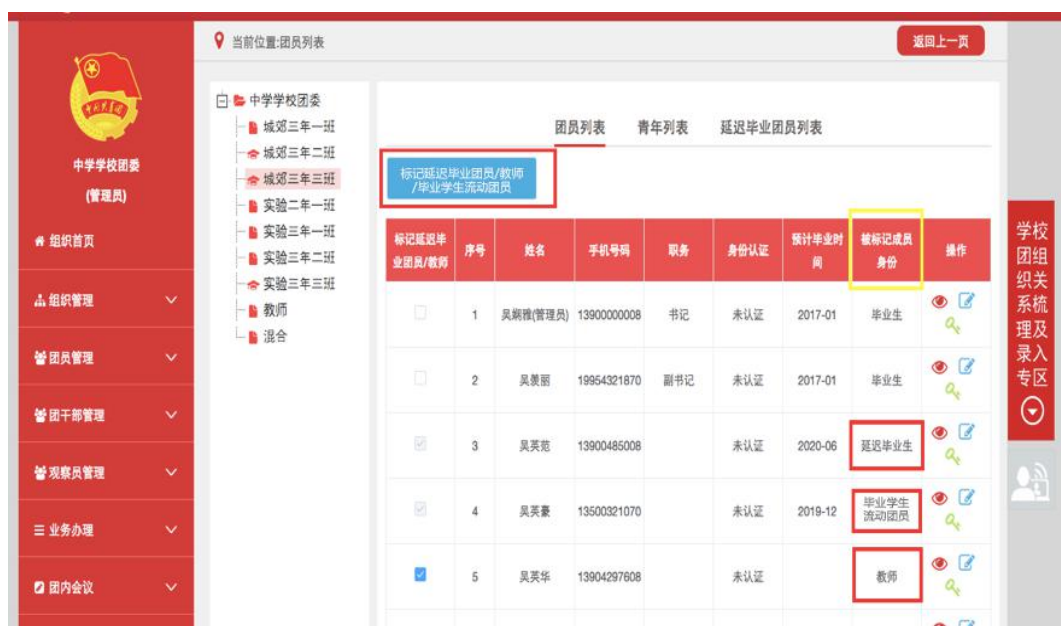 当前位置:团员列表
返回上一页
中国共青团
中学学校团委
(管理员)
组织首页
组织管理
团员管理
团干部管理
观察员管理
业务办理
团内会议
中学学校团委
城郊三年一班
城郊三年二班
城郊三年三班
实验二年一班
实验三年一班
实验三年二班
实验三年三班
教师
混合
团员列表 青年列表 延迟毕业团员列表
标记延迟毕业团员/教师
/毕业学生流动团员
标记延迟毕业团员/教师 序号 姓名 手机号码 职务 身份认证 预计毕业时间 被标记成员身份 操作
1 吴娴雅(管理员) 13900000008 书记 未认证 2017-01 毕业生
2 吴羡丽 19954321870 副书记 未认证 2017-01 毕业生
3 吴英范 13900485008 未认证 2020-06 延迟毕业生
4 吴英豪 13500321070 未认证 2019-12 毕业学生流动团员
5 吴英华 13904297608 未认证 教师
学校团组织关系梳理及录入专区